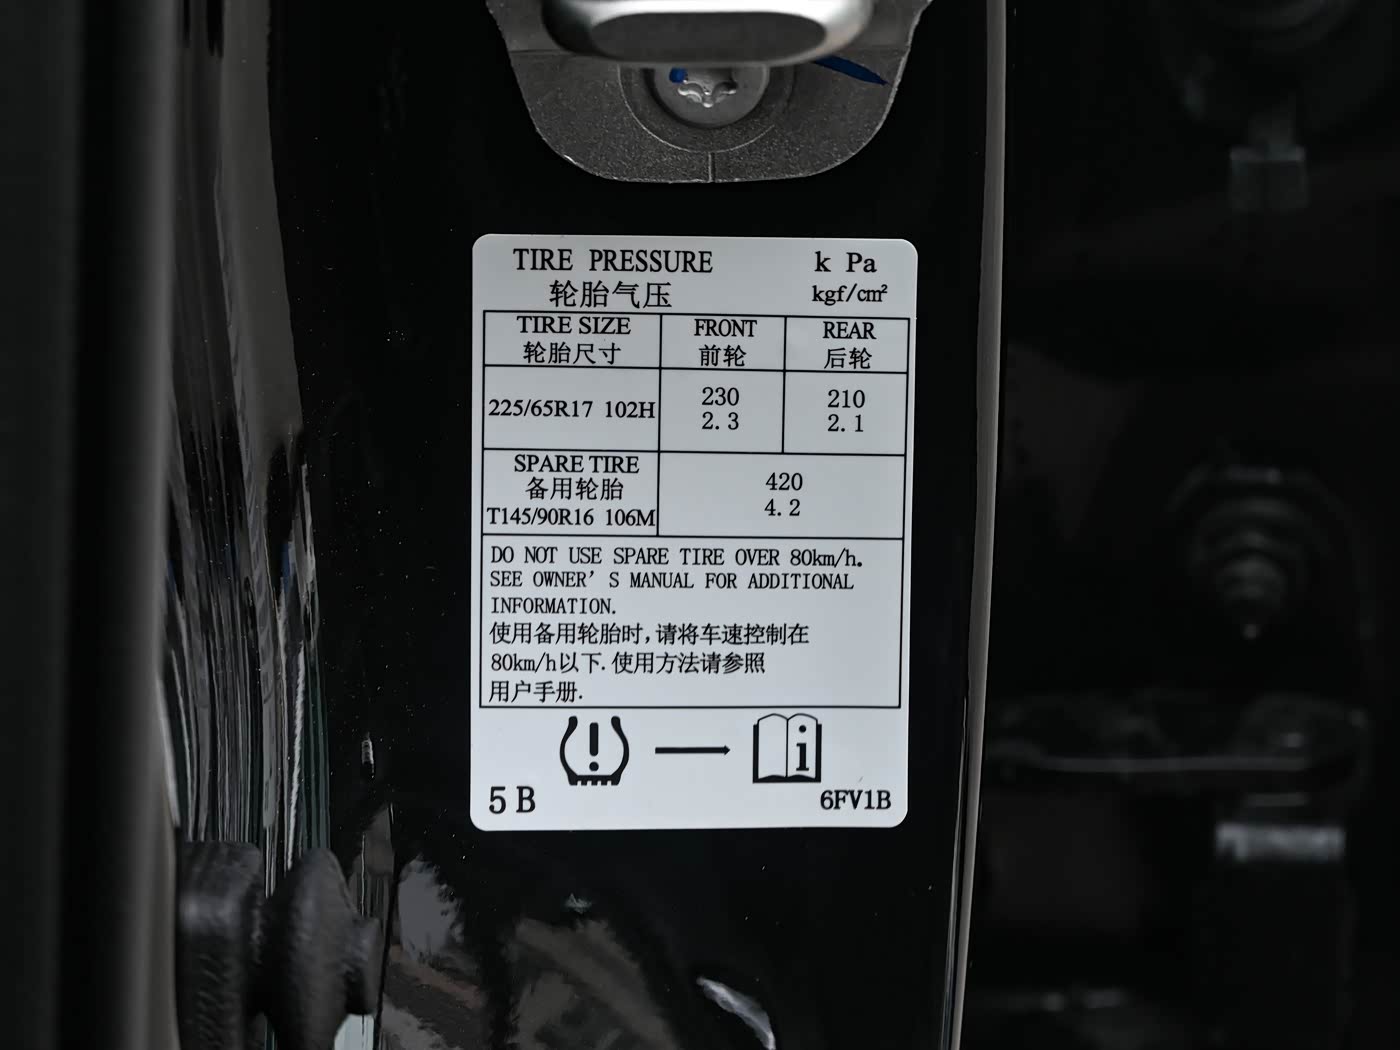 TIRE PRESSURE k Pa
轮胎气压 kgf/cm²
TIRE SIZE FRONT REAR
轮胎尺寸 前轮 后轮
225/65R17 102H
230 210
2.3 2.1
SPARE TIRE
备用轮胎
T145/90R16 106M
420
4.2
DO NOT USE SPARE TIRE OVER 80km/h.
SEE OWNER'S MANUAL FOR ADDITIONAL
INFORMATION.
使用备用轮胎时,请将车速控制在
80km/h以下.使用方法请参照
用户手册.
5B 6FV1B